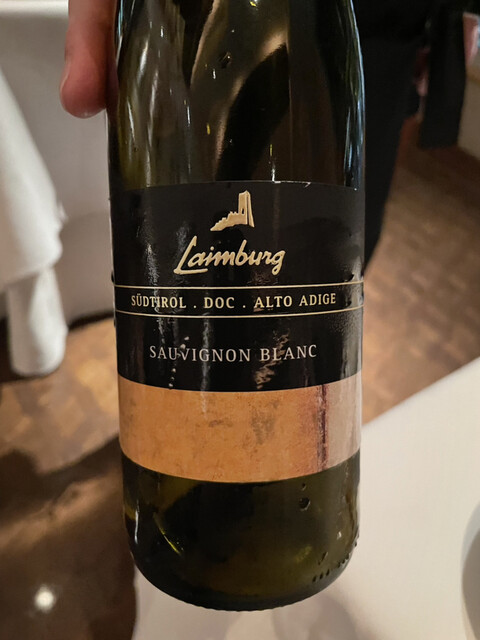 Laimburg
SÜDTIROL . DOC . ALTO ADIGE
SAUVIGNON BLANC